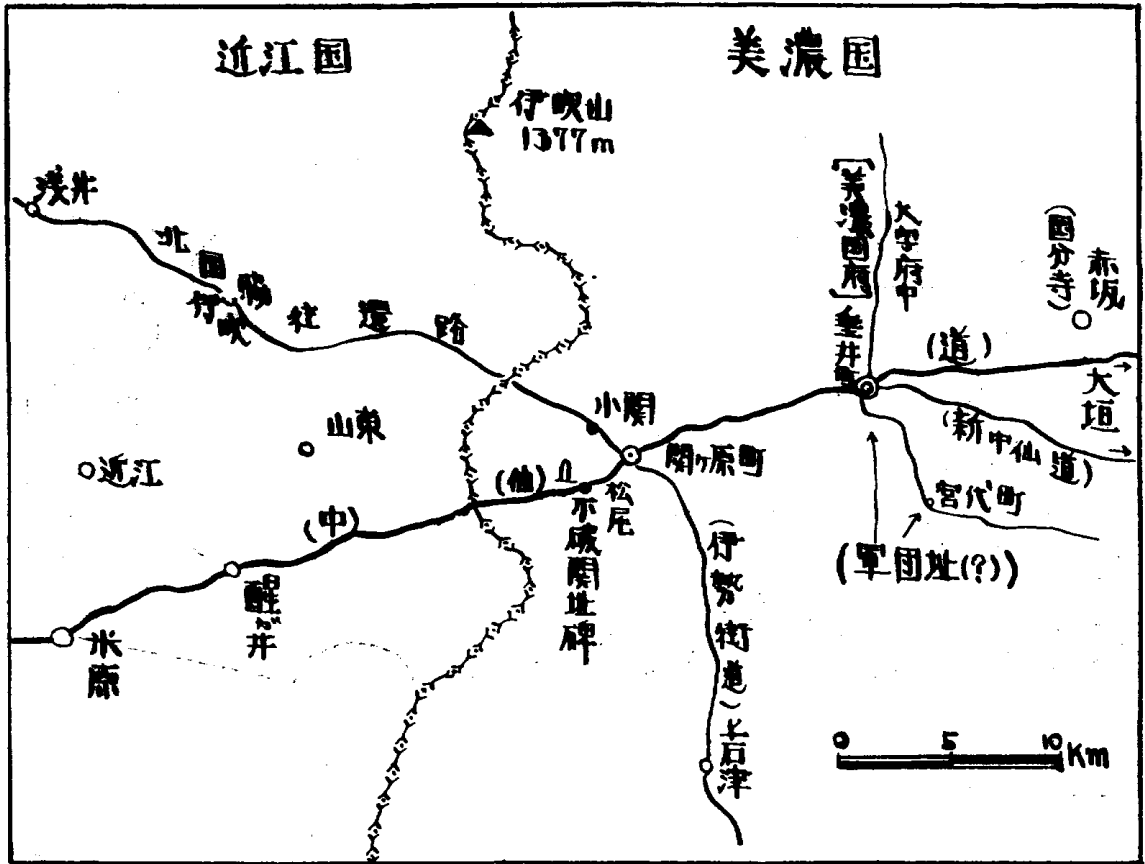 近江国
美濃国
伊吹山
1377m
浅井
北国脇往還路
伊吹
山東
近江
小関
関ヶ原町
(中)
(仙)
(道)
松尾
不破関址碑
醒ヶ井
米原
(伊勢街道)
上石津
[美濃国府]
垂井町
大字府中
(国分寺)
赤坂
大垣
(新中仙道)
宮代町
(軍団址(?))
0 5 10 Km